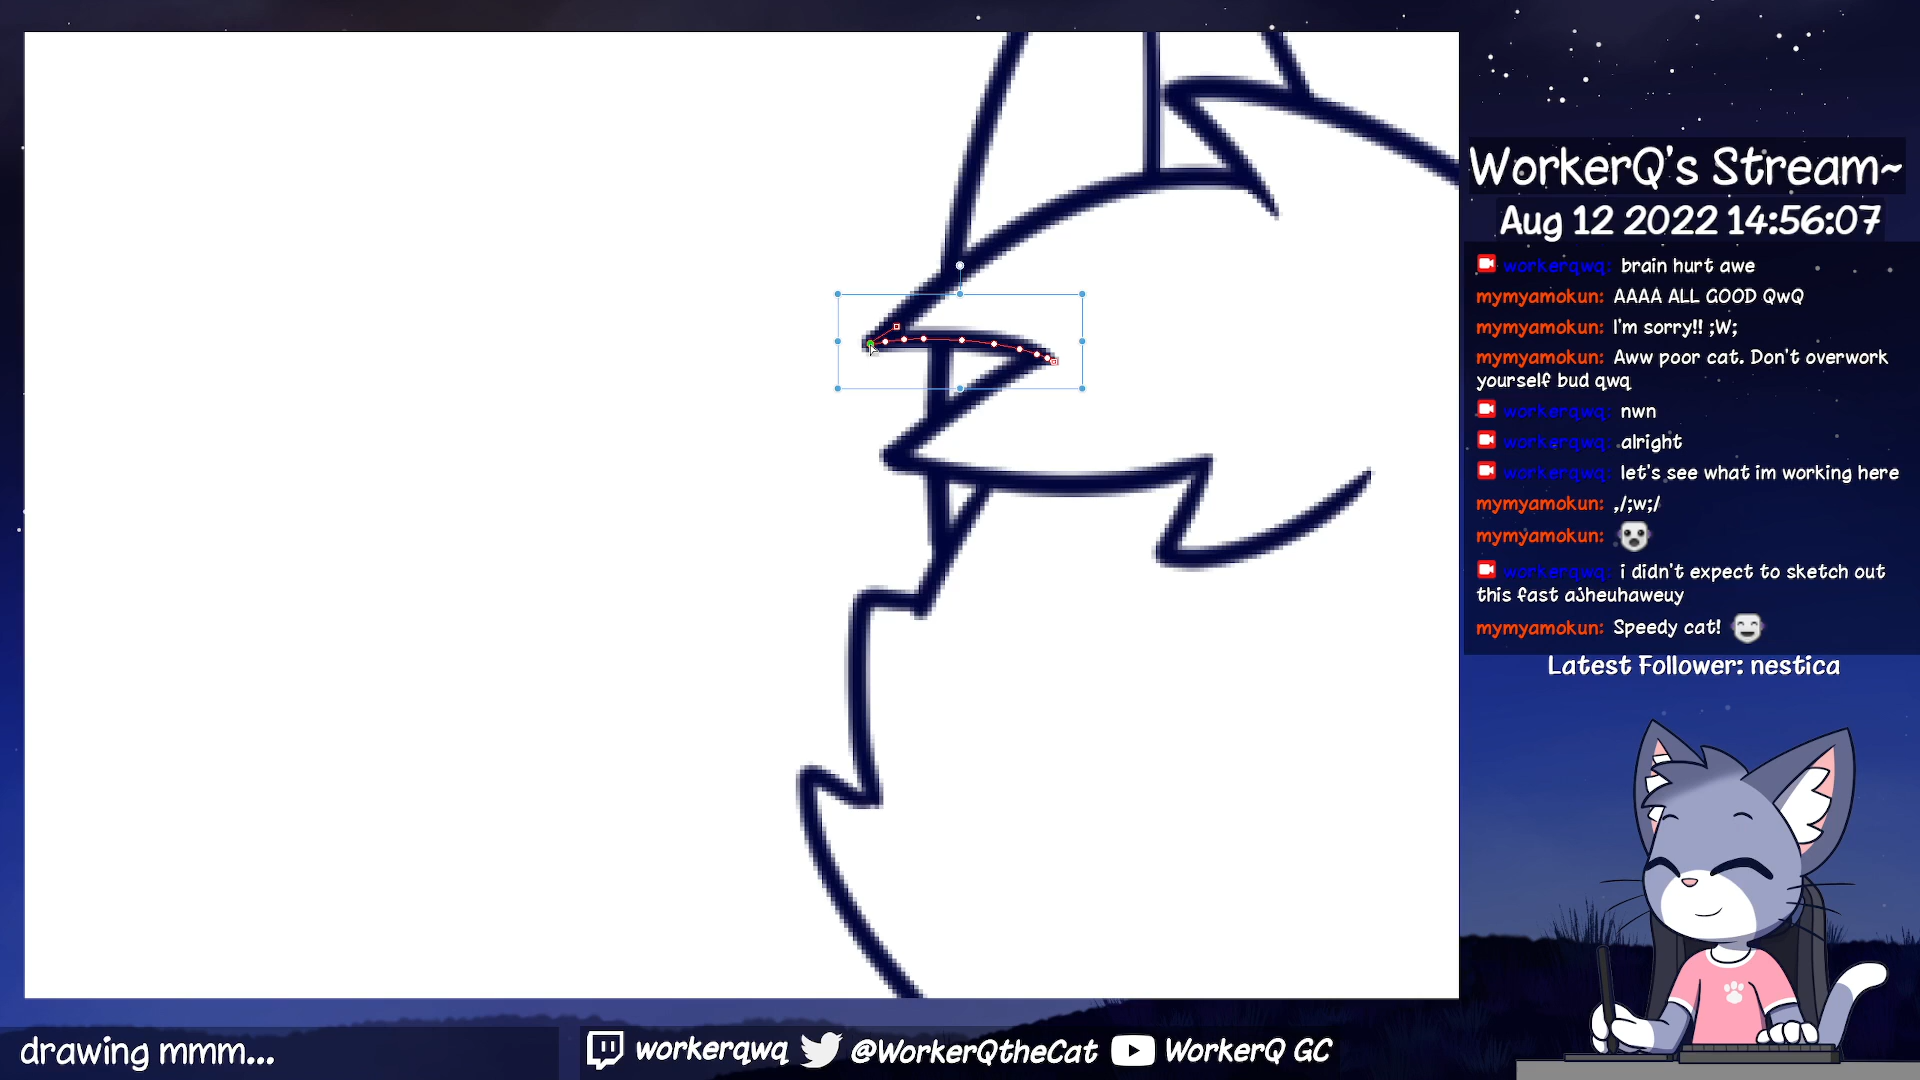 WorkerQ's Stream~
Aug 12 2022 14:56:07
workerqwq: brain hurt awe
mymyamokun: AAAA ALL GOOD QwQ
mymyamokun: I'm sorry!! ;W;
mymyamokun: Aww poor cat. Don't overwork
yourself bud qwq
workerqwq: nwn
workerqwq: alright
workerqwq: let's see what im working here
mymyamokun: ,/;w;/
mymyamokun:
workerqwq: i didn't expect to sketch out
this fast ajheuhaweuy
mymyamokun: Speedy cat!
Latest Follower: nestica
drawing mmm...
workerqwq @WorkerQtheCat WorkerQ GC